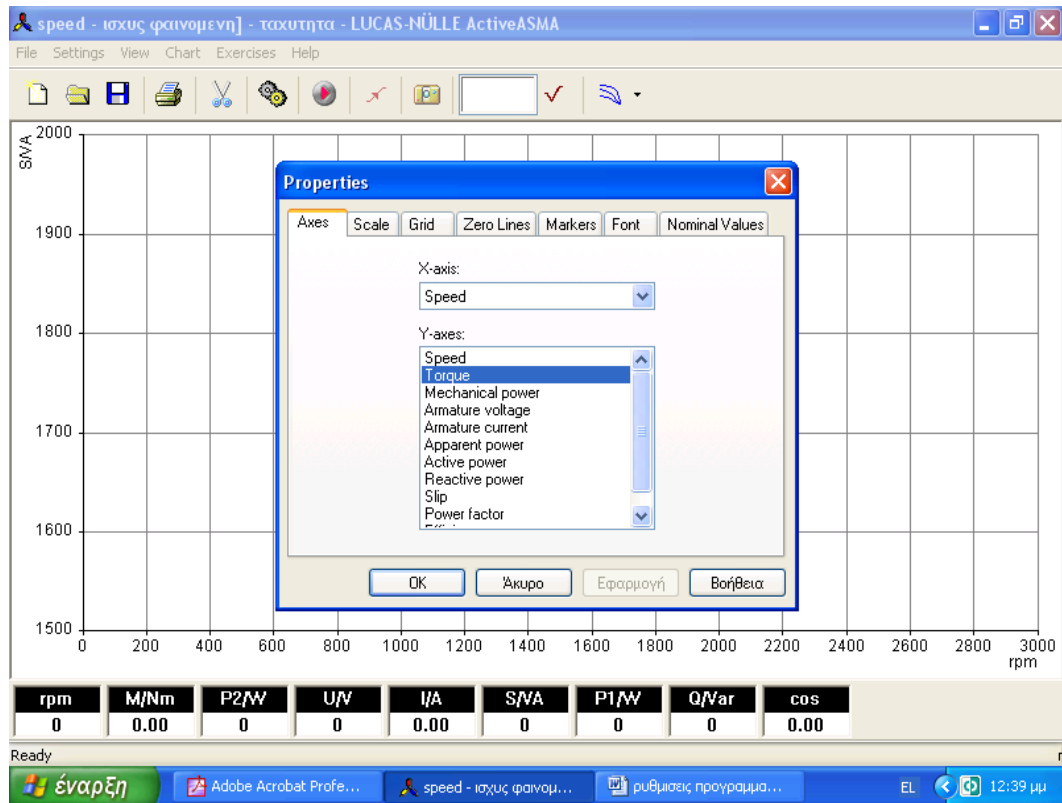 speed - ισχυς φαινομενη] - ταχυτητα - LUCAS-NÜLLE ActiveASMA
File Settings View Chart Exercises Help
S/VA
2000
1900
1800
1700
1600
1500
0 200 400 600 800 1000 1200 1400 1600 1800 2000 2200 2400 2600 2800 3000
rpm
Properties
Axes Scale Grid Zero Lines Markers Font Nominal Values
X-axis:
Speed
Y-axes:
Speed
Torque
Mechanical power
Armature voltage
Armature current
Apparent power
Active power
Reactive power
Slip
Power factor
OK Άκυρο Εφαρμογή Βοήθεια
rpm M/Nm P2/W U/V I/A S/VA P1/W Q/Var cos
0 0.00 0 0 0.00 0 0 0 0.00
Ready
έναρξη Adobe Acrobat Profe... speed - ισχυς φαινομ... ρυθμισεις προγραμμα... EL 12:39 μμ